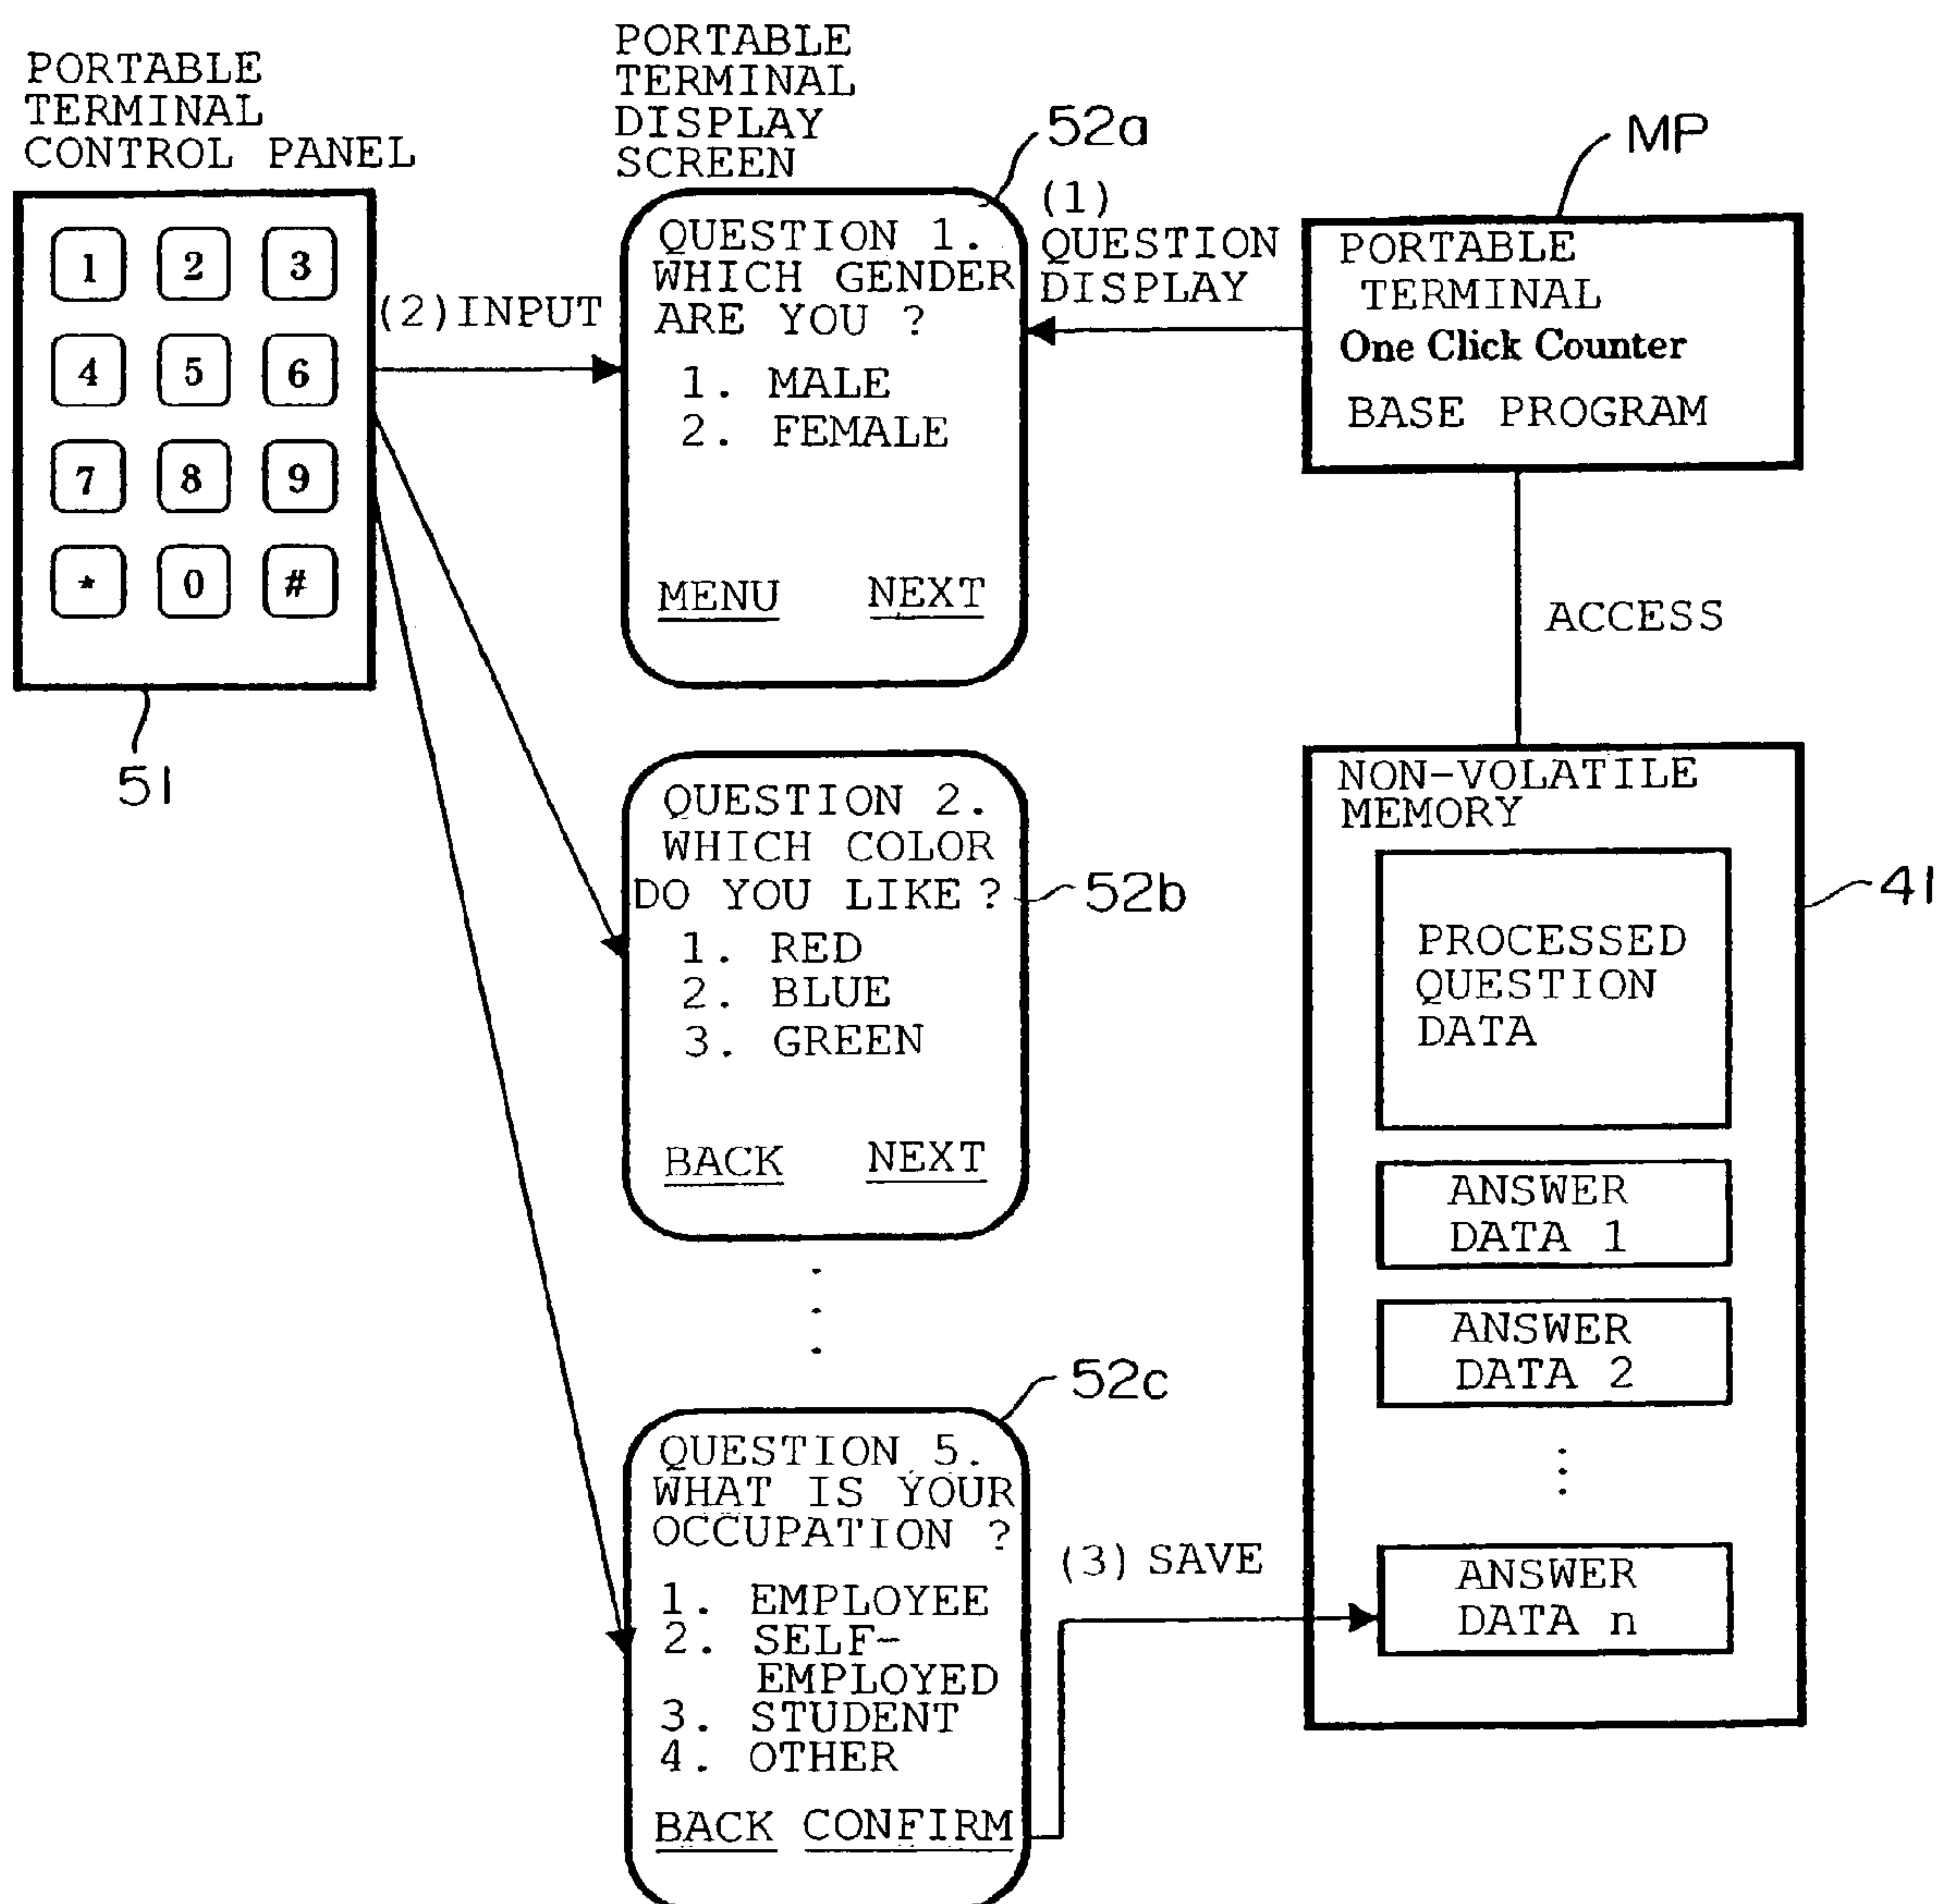 PORTABLE
TERMINAL
CONTROL PANEL
1 2 3
4 5 6
7 8 9
* 0 #
51
(2) INPUT
PORTABLE
TERMINAL
DISPLAY
SCREEN
52a
QUESTION 1.
WHICH GENDER
ARE YOU ?
1. MALE
2. FEMALE
MENU NEXT
(1)
QUESTION
DISPLAY
MP
PORTABLE
TERMINAL
One Click Counter
BASE PROGRAM
ACCESS
QUESTION 2.
WHICH COLOR
DO YOU LIKE ?
1. RED
2. BLUE
3. GREEN
BACK NEXT
52b
52c
QUESTION 5.
WHAT IS YOUR
OCCUPATION ?
1. EMPLOYEE
2. SELF-
EMPLOYED
3. STUDENT
4. OTHER
BACK CONFIRM
(3) SAVE
NON-VOLATILE
MEMORY
41
PROCESSED
QUESTION
DATA
ANSWER
DATA 1
ANSWER
DATA 2
ANSWER
DATA n